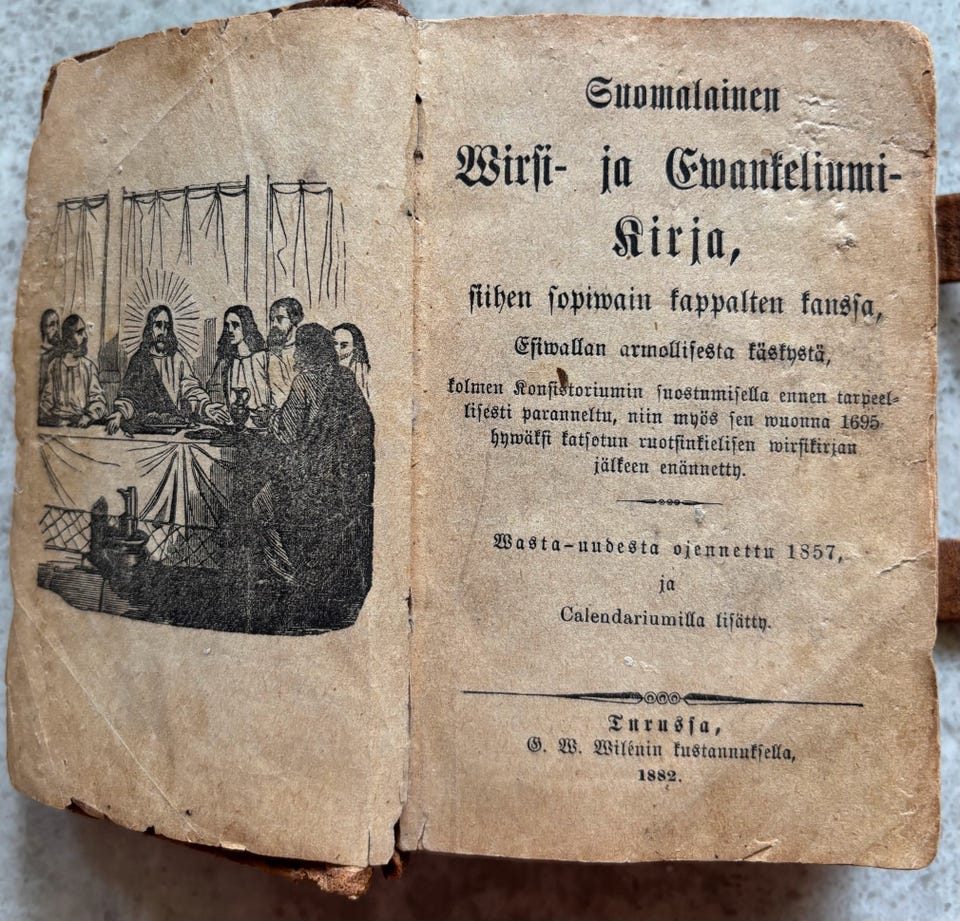 Suomalainen
Wirsi- ja Ewankeliumi-
Kirja,
siihen sopiwain kappalten kanssa,
Esiwallan armollisesta käskystä,
kolmen Konsistoriumin suostumisella ennen tarpeel-
lisesti paranneltu, niin myös sen wuonna 1695
hywäksi katsotun ruotsinkielisen wirsikirjan
jälkeen enännetty.
Wasta-uudesta ojennettu 1857,
ja
Calendariumilla lisätty.
Turussa,
G. W. Wilénin kustannuksella,
1882.